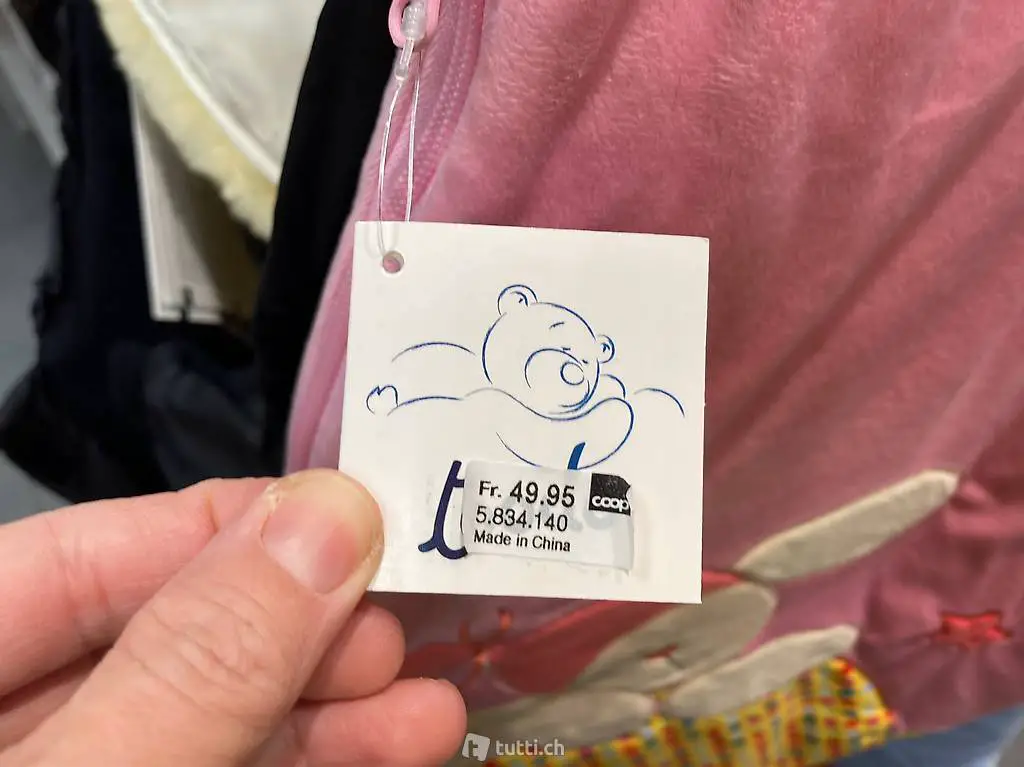 Fr. 49.95
coop
5.834.140
Made in China
tutti.ch